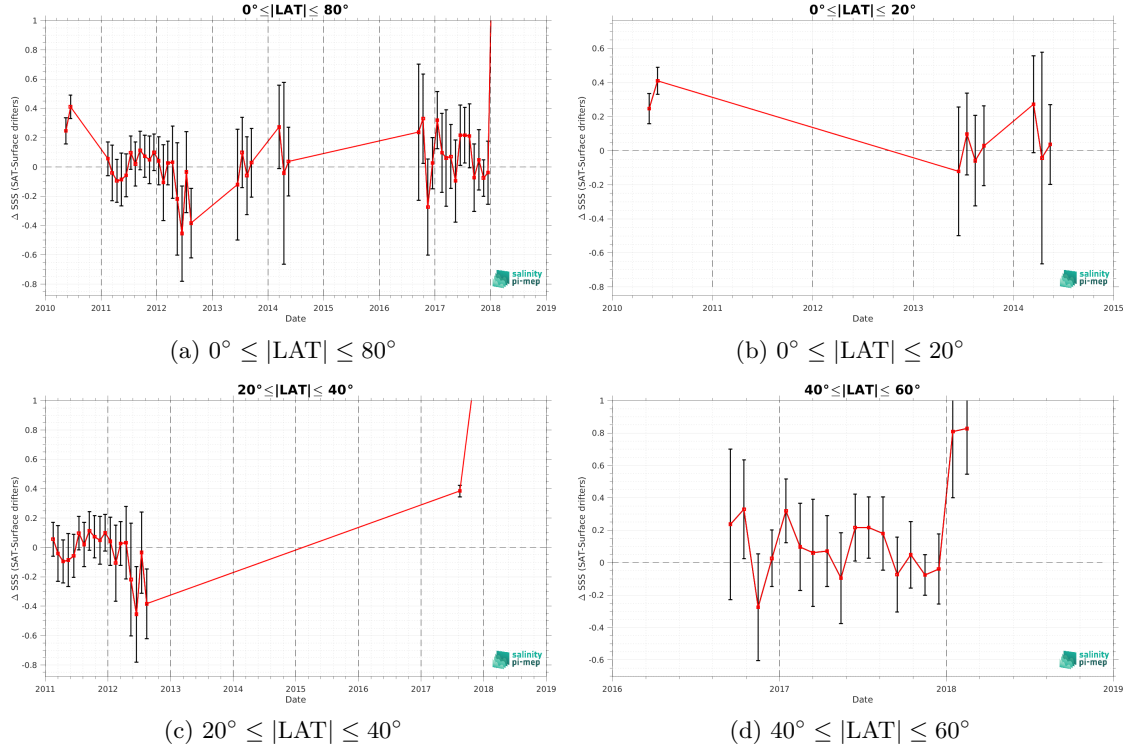 0°≤|LAT|≤ 80°
1
0.8
0.6
0.4
0.2
0
-0.2
-0.4
-0.6
-0.8
Δ SSS (SAT-Surface drifters)
2010 2011 2012 2013 2014 2015 2016 2017 2018 2019
Date
salinity
pi-mep
(a) 0° ≤ |LAT| ≤ 80°
0°≤|LAT|≤ 20°
0.6
0.4
0.2
0
-0.2
-0.4
-0.6
-0.8
Δ SSS (SAT-Surface drifters)
2010 2011 2012 2013 2014 2015
Date
salinity
pi-mep
(b) 0° ≤ |LAT| ≤ 20°
20°≤|LAT|≤ 40°
1
0.8
0.6
0.4
0.2
0
-0.2
-0.4
-0.6
-0.8
Δ SSS (SAT-Surface drifters)
2011 2012 2013 2014 2015 2016 2017 2018 2019
Date
salinity
pi-mep
(c) 20° ≤ |LAT| ≤ 40°
40°≤|LAT|≤ 60°
1
0.8
0.6
0.4
0.2
0
-0.2
-0.4
-0.6
Δ SSS (SAT-Surface drifters)
2016 2017 2018 2019
Date
salinity
pi-mep
(d) 40° ≤ |LAT| ≤ 60°